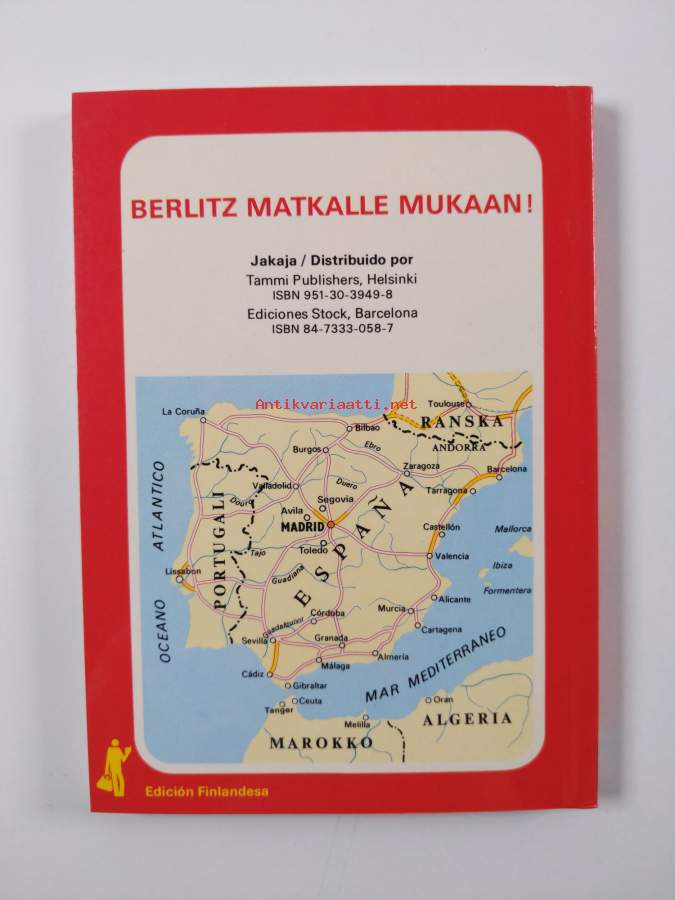 BERLITZ MATKALLE MUKAAN!
Jakaja / Distribuido por
Tammi Publishers, Helsinki
ISBN 951-30-3949-8
Ediciones Stock, Barcelona
ISBN 84-7333-058-7
Antikvariaatti.net
La Coruña
Toulouse
RANSKA
Bilbao
ANDORRA
Burgos
Ebro
Zaragoza
Barcelona
Valladolid
Duero
Tarragona
Douro
Segovia
Avila
MADRID
Castellón
Mallorca
Toledo
Tajo
Valencia
Ibiza
Lissabon
Guadiana
Formentera
OCEANO ATLANTICO
PORTUGALI
ESPAÑA
Alicante
Murcia
Córdoba
Guadalquivir
Cartagena
Sevilla
Granada
Almería
Málaga
Cádiz
MAR MEDITERRANEO
Gibraltar
Ceuta
Oran
Tanger
Melilla
ALGERIA
MAROKKO
Edición Finlandesa